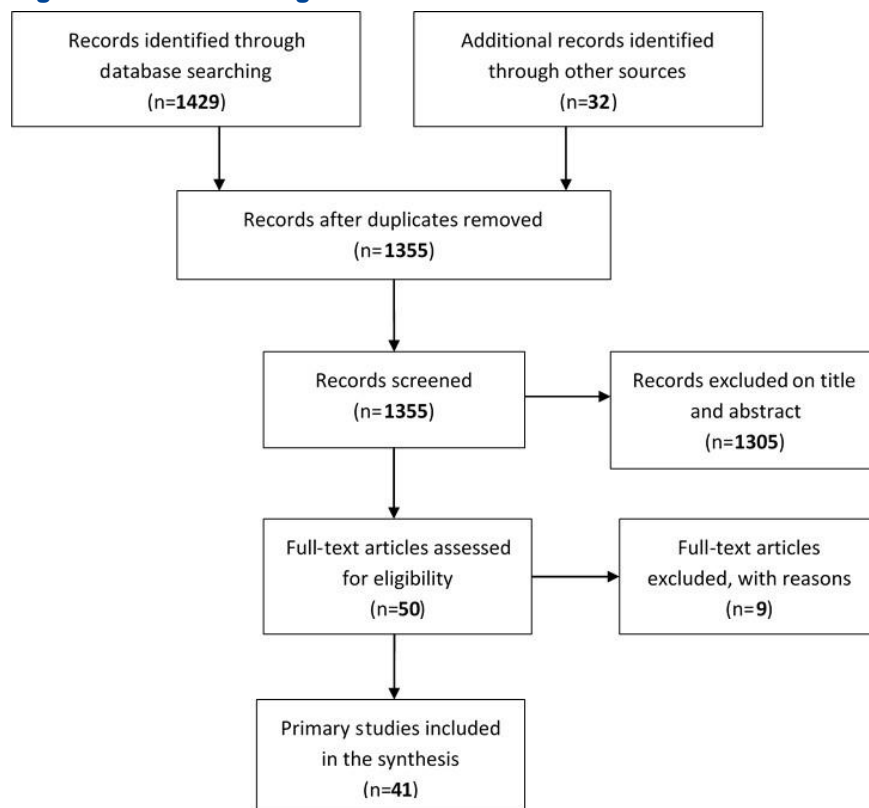 Records identified through
database searching
(n=1429)
Additional records identified
through other sources
(n=32)
Records after duplicates removed
(n=1355)
Records screened
(n=1355)
Records excluded on title
and abstract
(n=1305)
Full-text articles assessed
for eligibility
(n=50)
Full-text articles
excluded, with reasons
(n=9)
Primary studies included
in the synthesis
(n=41)